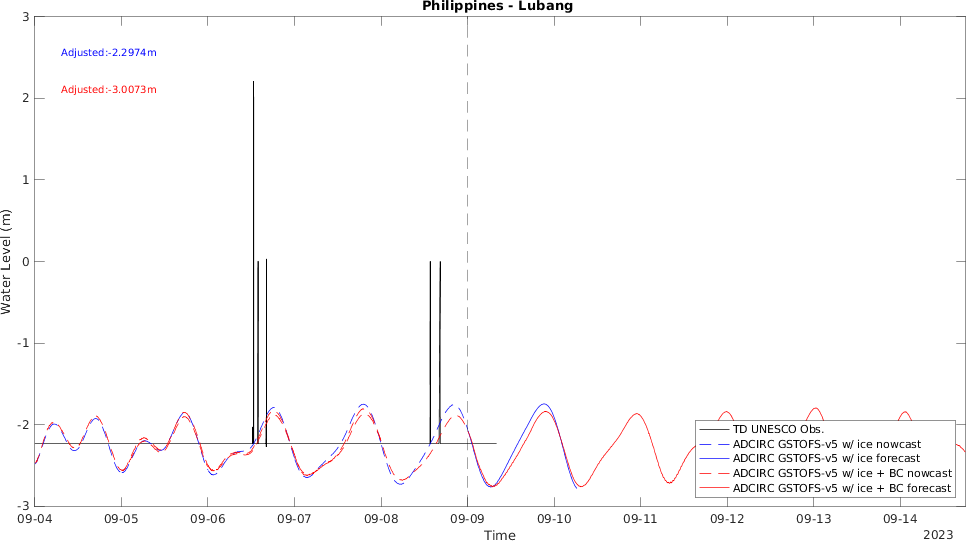 Philippines - Lubang
Adjusted:-2.2974m
Adjusted:-3.0073m
Water Level (m)
3
2
1
0
-1
-2
-3
TD UNESCO Obs.
ADCIRC GSTOFS-v5 w/ ice nowcast
ADCIRC GSTOFS-v5 w/ ice forecast
ADCIRC GSTOFS-v5 w/ ice + BC nowcast
ADCIRC GSTOFS-v5 w/ ice + BC forecast
09-04 09-05 09-06 09-07 09-08 09-09 09-10 09-11 09-12 09-13 09-14
Time
2023